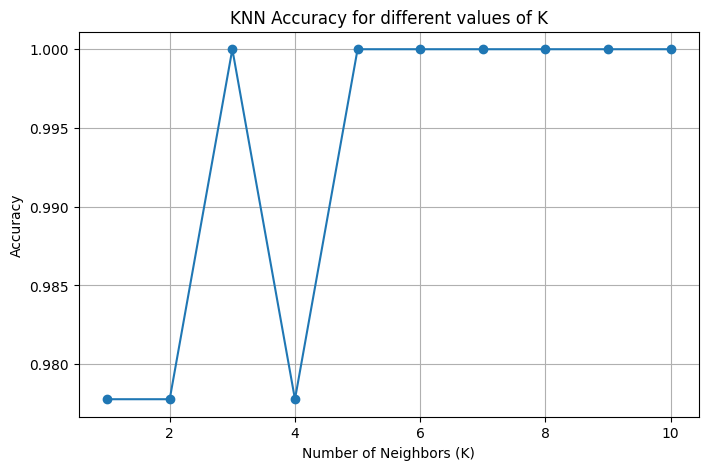 KNN Accuracy for different values of K
1.000
0.995
0.990
0.985
0.980
Accuracy
2 4 6 8 10
Number of Neighbors (K)